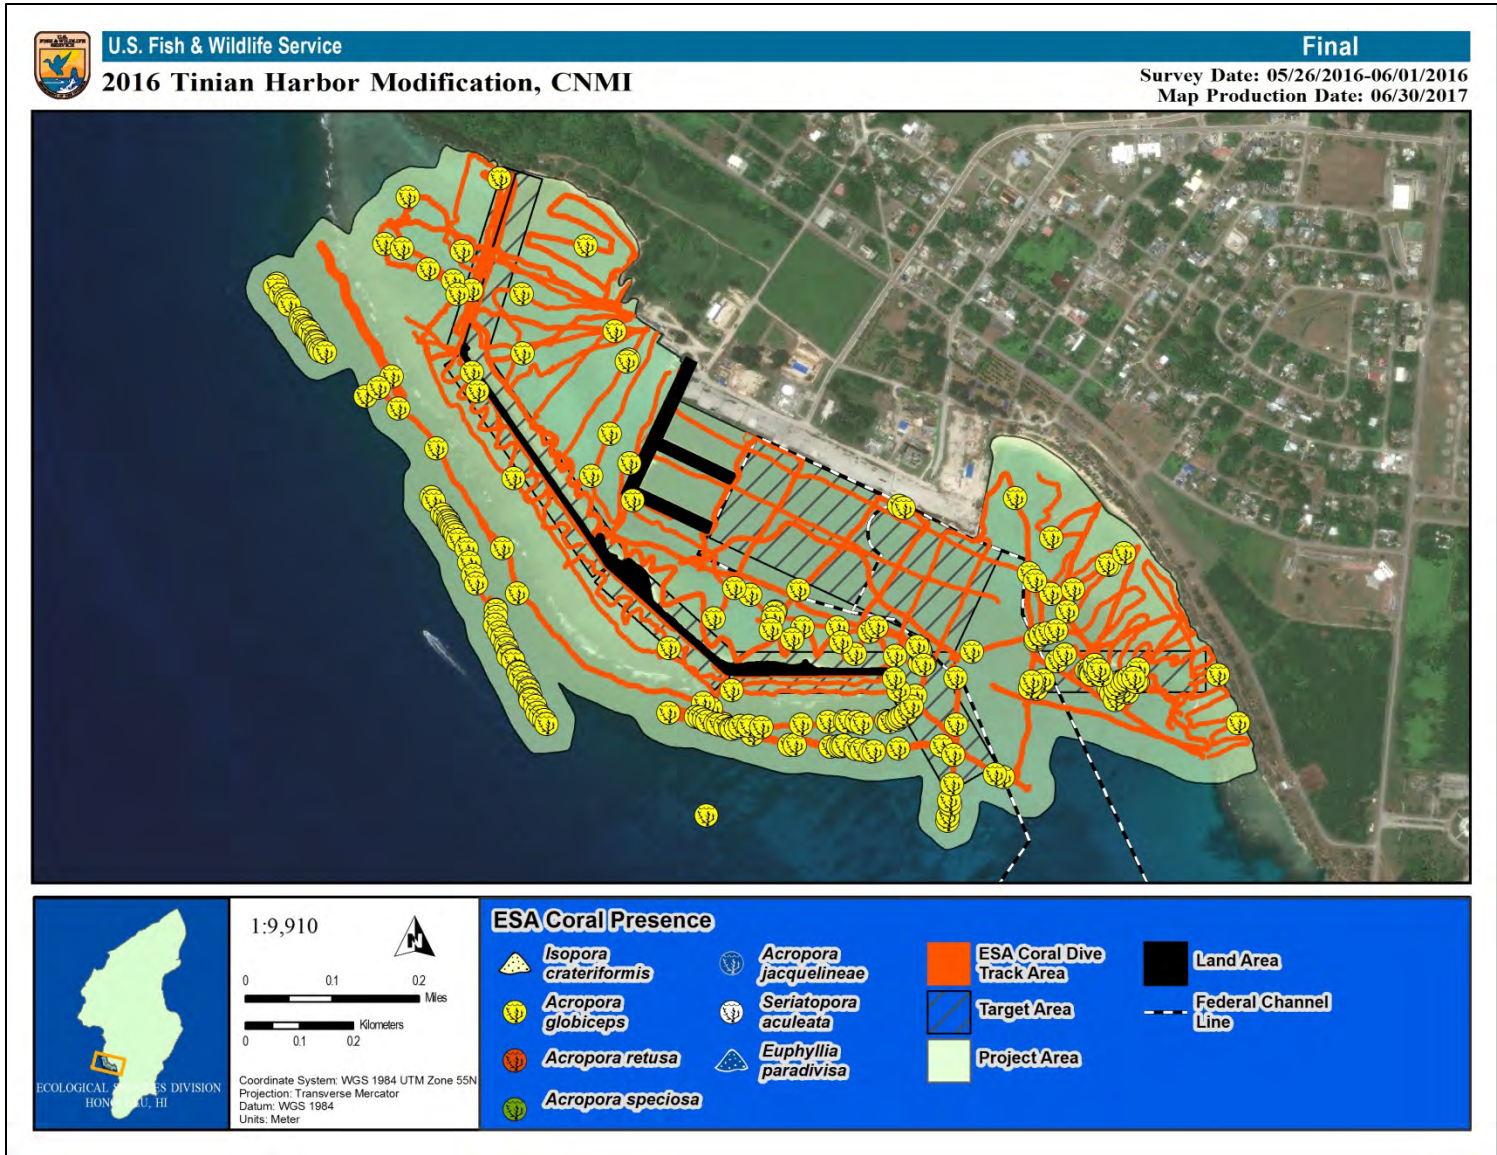 U.S.
FISH & WILDLIFE
SERVICE
U.S. Fish & Wildlife Service
Final
2016 Tinian Harbor Modification, CNMI
Survey Date: 05/26/2016-06/01/2016
Map Production Date: 06/30/2017
ECOLOGICAL DIVISION
HI
1:9,910
N
0 0.1 0.2
Miles
Kilometers
0 0.1 0.2
Coordinate System: WGS 1984 UTM Zone 55N
Projection: Transverse Mercator
Datum: WGS 1984
Units: Meter
ESA Coral Presence
Isopora
crateriformis
Acropora
globiceps
Acropora retusa
Acropora speciosa
Acropora
jacquelineae
Seriatopora
aculeata
Euphyllia
paradivisa
ESA Coral Dive
Track Area
Target Area
Project Area
Land Area
Federal Channel
Line